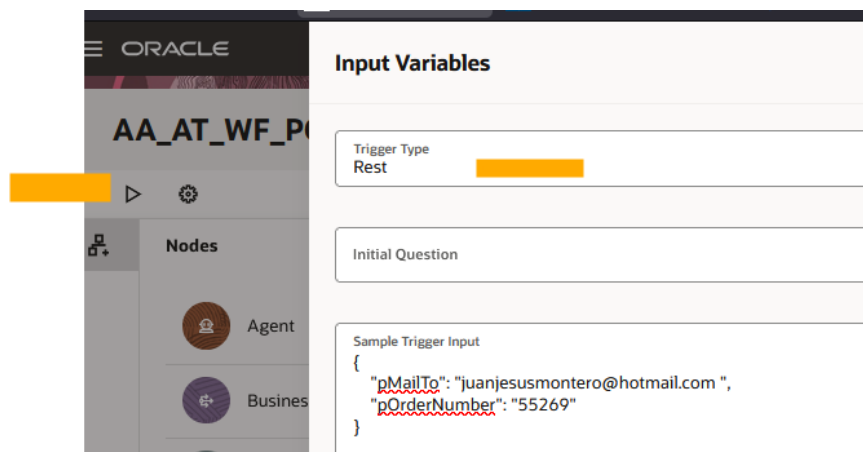 ORACLE
Input Variables
AA_AT_WF_P
Trigger Type
Rest
Nodes
Initial Question
Agent
Sample Trigger Input
{
"pMailTo": "juanjesusmontero@hotmail.com ",
"pOrderNumber": "55269"
}
Busines